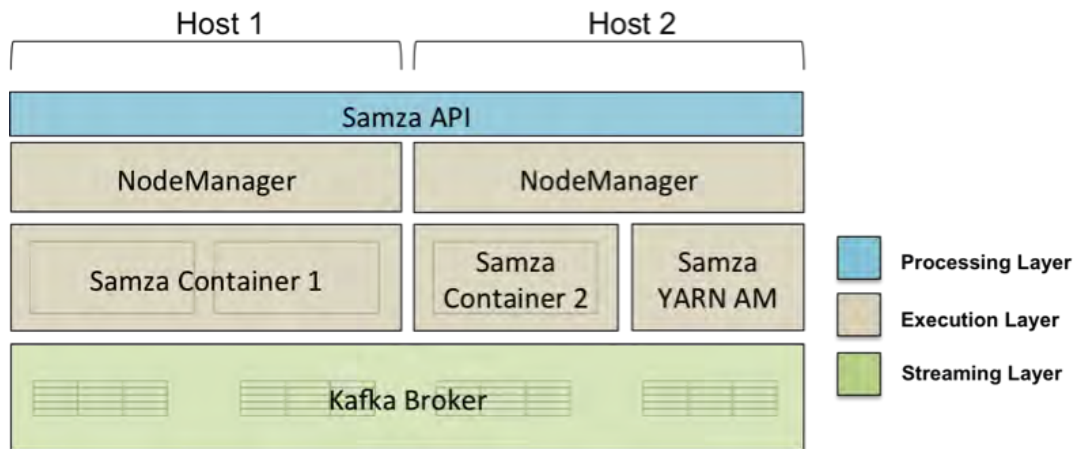 Host 1
Host 2
Samza API
NodeManager
NodeManager
Samza Container 1
Samza
Container 2
Samza
YARN AM
Kafka Broker
Processing Layer
Execution Layer
Streaming Layer